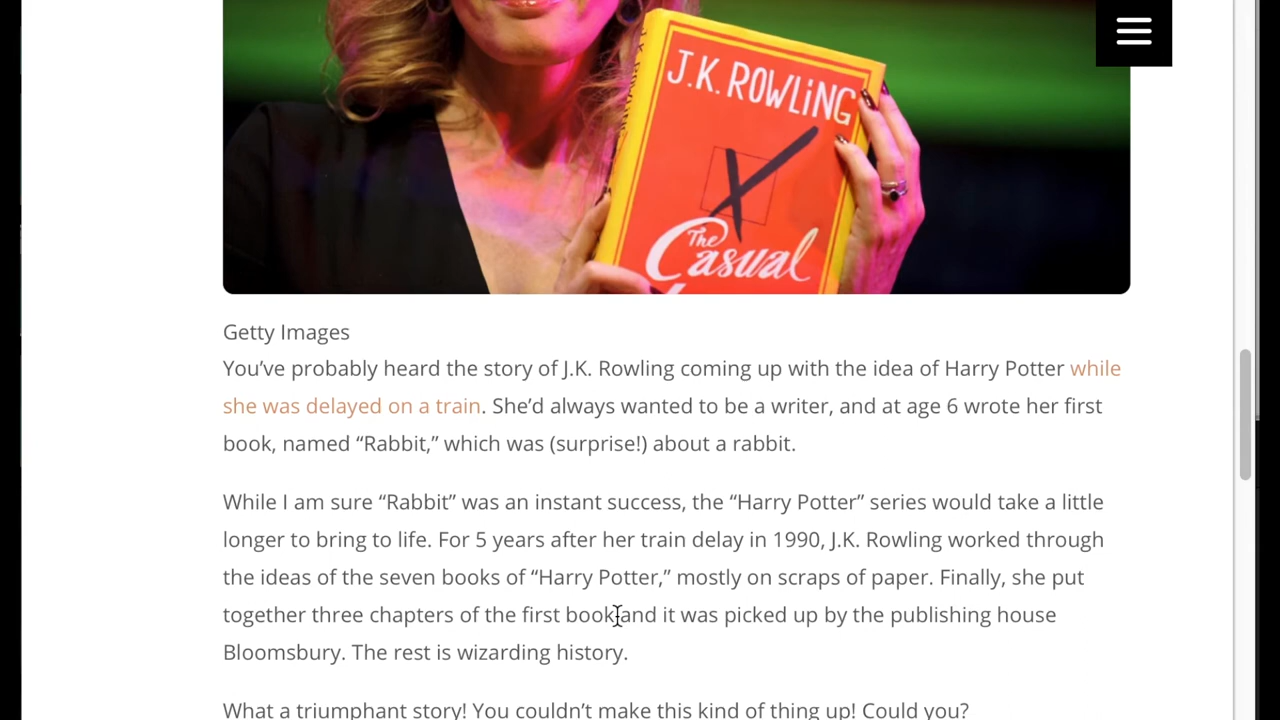 J.K. ROWLiNG
The
Casual
Getty Images
You’ve probably heard the story of J.K. Rowling coming up with the idea of Harry Potter while
she was delayed on a train. She’d always wanted to be a writer, and at age 6 wrote her first
book, named “Rabbit,” which was (surprise!) about a rabbit.
While I am sure “Rabbit” was an instant success, the “Harry Potter” series would take a little
longer to bring to life. For 5 years after her train delay in 1990, J.K. Rowling worked through
the ideas of the seven books of “Harry Potter,” mostly on scraps of paper. Finally, she put
together three chapters of the first book and it was picked up by the publishing house
Bloomsbury. The rest is wizarding history.
What a triumphant story! You couldn’t make this kind of thing up! Could you?